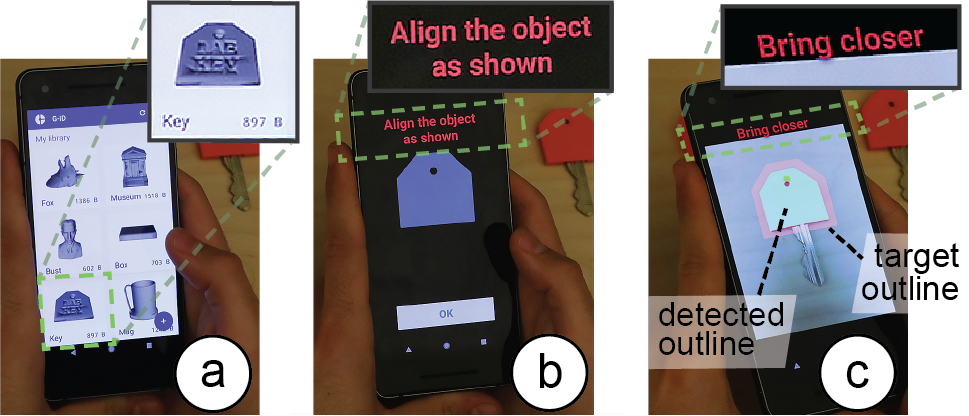 LAB
KEY
Key 897 B
G-ID
My library
Fox 1386 B
Museum 1518 B
Bust 602 B
Box 703 B
LAB
KEY
Key 897 B
Mug
+
a
Align the object
as shown
Align the object
as shown
OK
b
Bring closer
Bring closer
detected
outline
target
outline
c